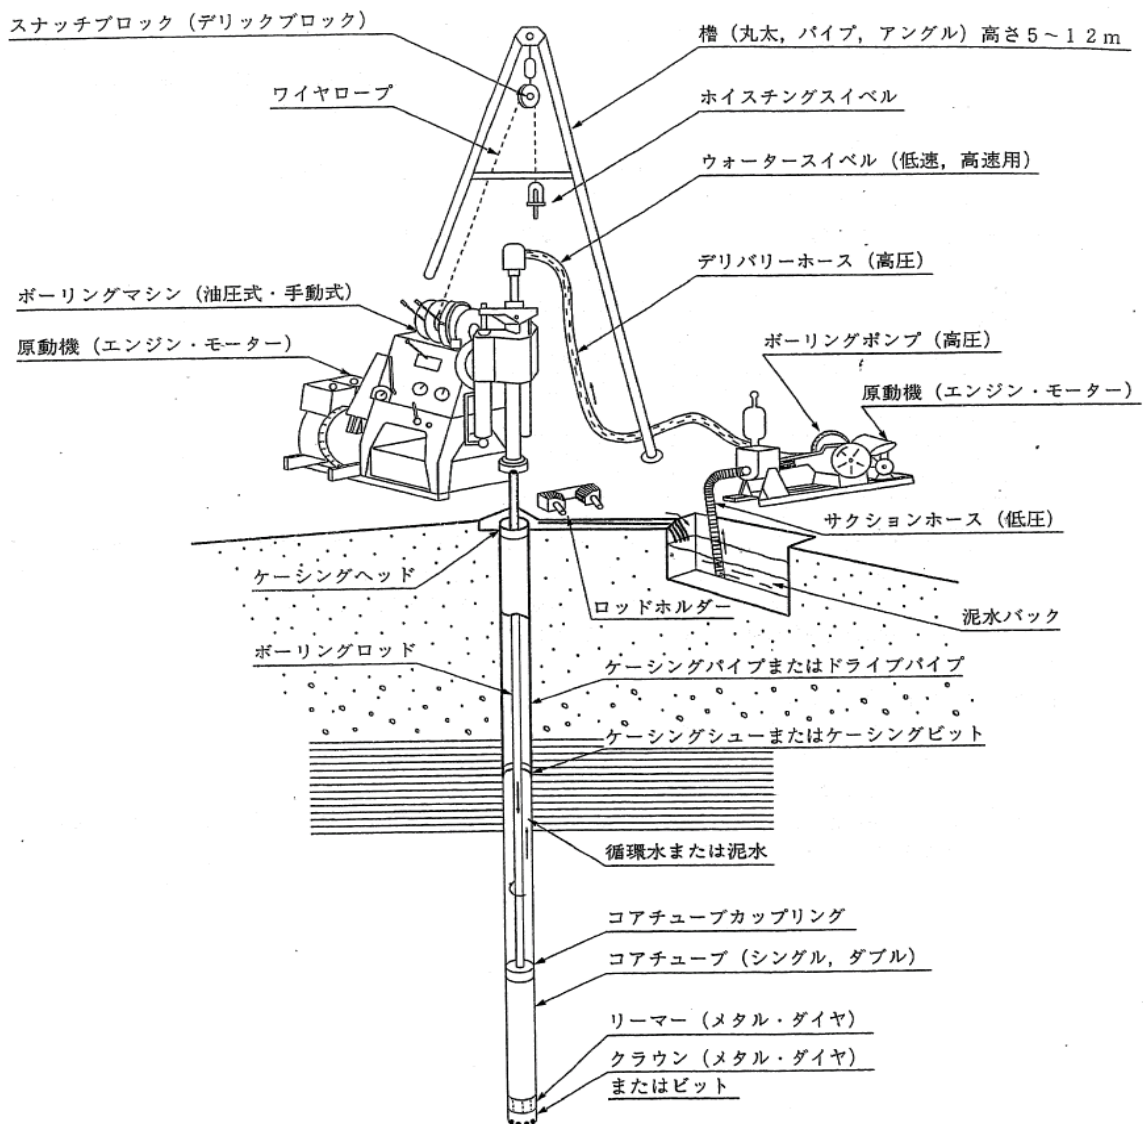 スナッチブロック（デリックブロック）
櫓（丸太，パイプ，アングル）高さ５～１２ｍ
ワイヤロープ
ホイスチングスイベル
ウォータースイベル（低速，高速用）
デリバリーホース（高圧）
ボーリングマシン（油圧式・手動式）
原動機（エンジン・モーター）
ボーリングポンプ（高圧）
原動機（エンジン・モーター）
サクションホース（低圧）
ケーシングヘッド
ロッドホルダー
泥水バック
ボーリングロッド
ケーシングパイプまたはドライブパイプ
ケーシングシューまたはケーシングビット
循環水または泥水
コアチューブカップリング
コアチューブ（シングル，ダブル）
リーマー（メタル・ダイヤ）
クラウン（メタル・ダイヤ）
またはビット